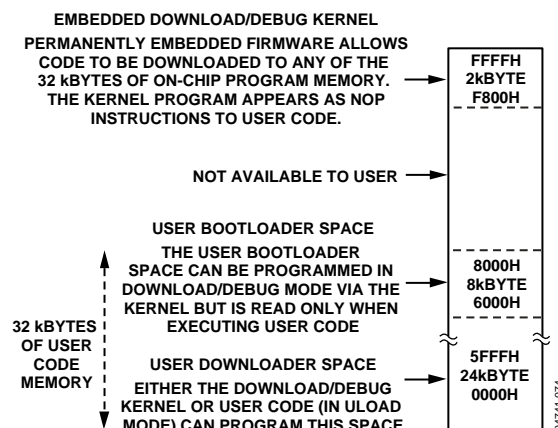 EMBEDDED DOWNLOAD/DEBUG KERNEL
PERMANENTLY EMBEDDED FIRMWARE ALLOWS
CODE TO BE DOWNLOADED TO ANY OF THE
32 kBYTES OF ON-CHIP PROGRAM MEMORY.
THE KERNEL PROGRAM APPEARS AS NOP
INSTRUCTIONS TO USER CODE.
FFFFH
2kBYTE
F800H
NOT AVAILABLE TO USER
USER BOOTLOADER SPACE
THE USER BOOTLOADER
SPACE CAN BE PROGRAMMED IN
DOWNLOAD/DEBUG MODE VIA THE
KERNEL BUT IS READ ONLY WHEN
EXECUTING USER CODE
8000H
8kBYTE
6000H
32 kBYTES
OF USER
CODE
MEMORY
USER DOWNLOADER SPACE
EITHER THE DOWNLOAD/DEBUG
KERNEL OR USER CODE (IN ULOAD
MODE) CAN PROGRAM THIS SPACE
5FFFH
24kBYTE
0000H